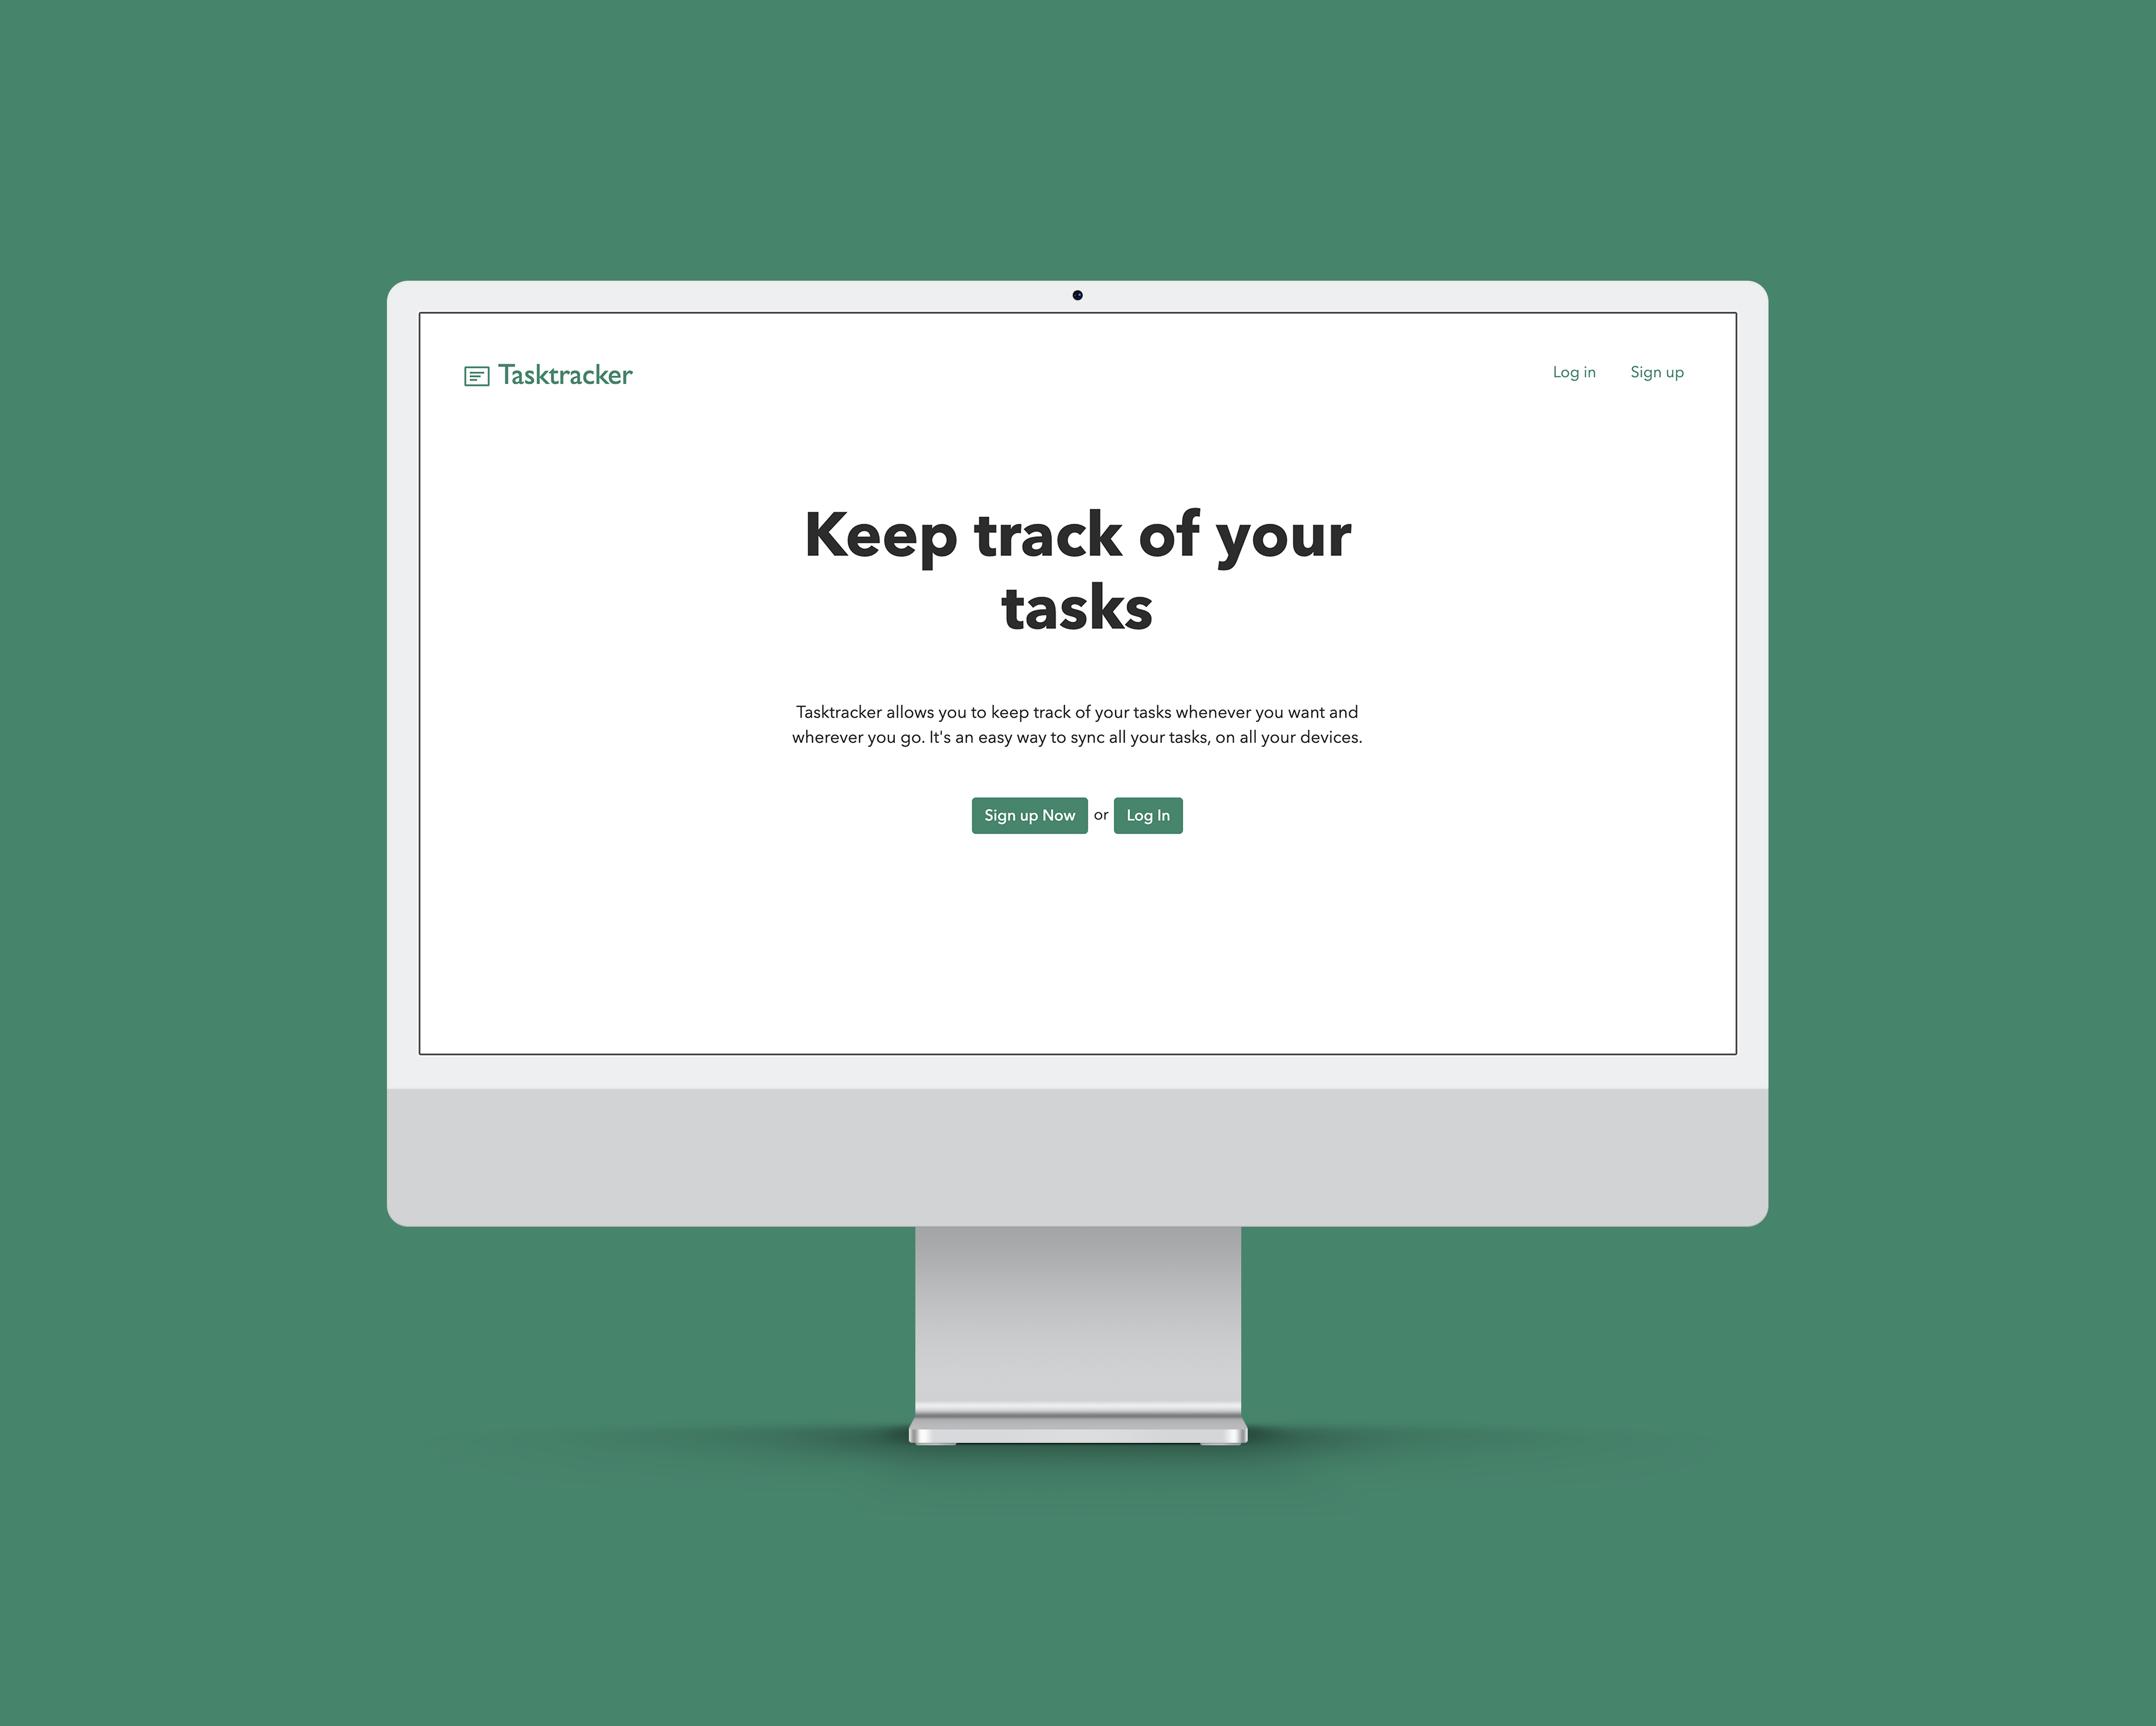 Tasktracker
Log in
Sign up
Keep track of your
tasks
Tasktracker allows you to keep track of your tasks whenever you want and
wherever you go. It's an easy way to sync all your tasks, on all your devices.
Sign up Now or Log In